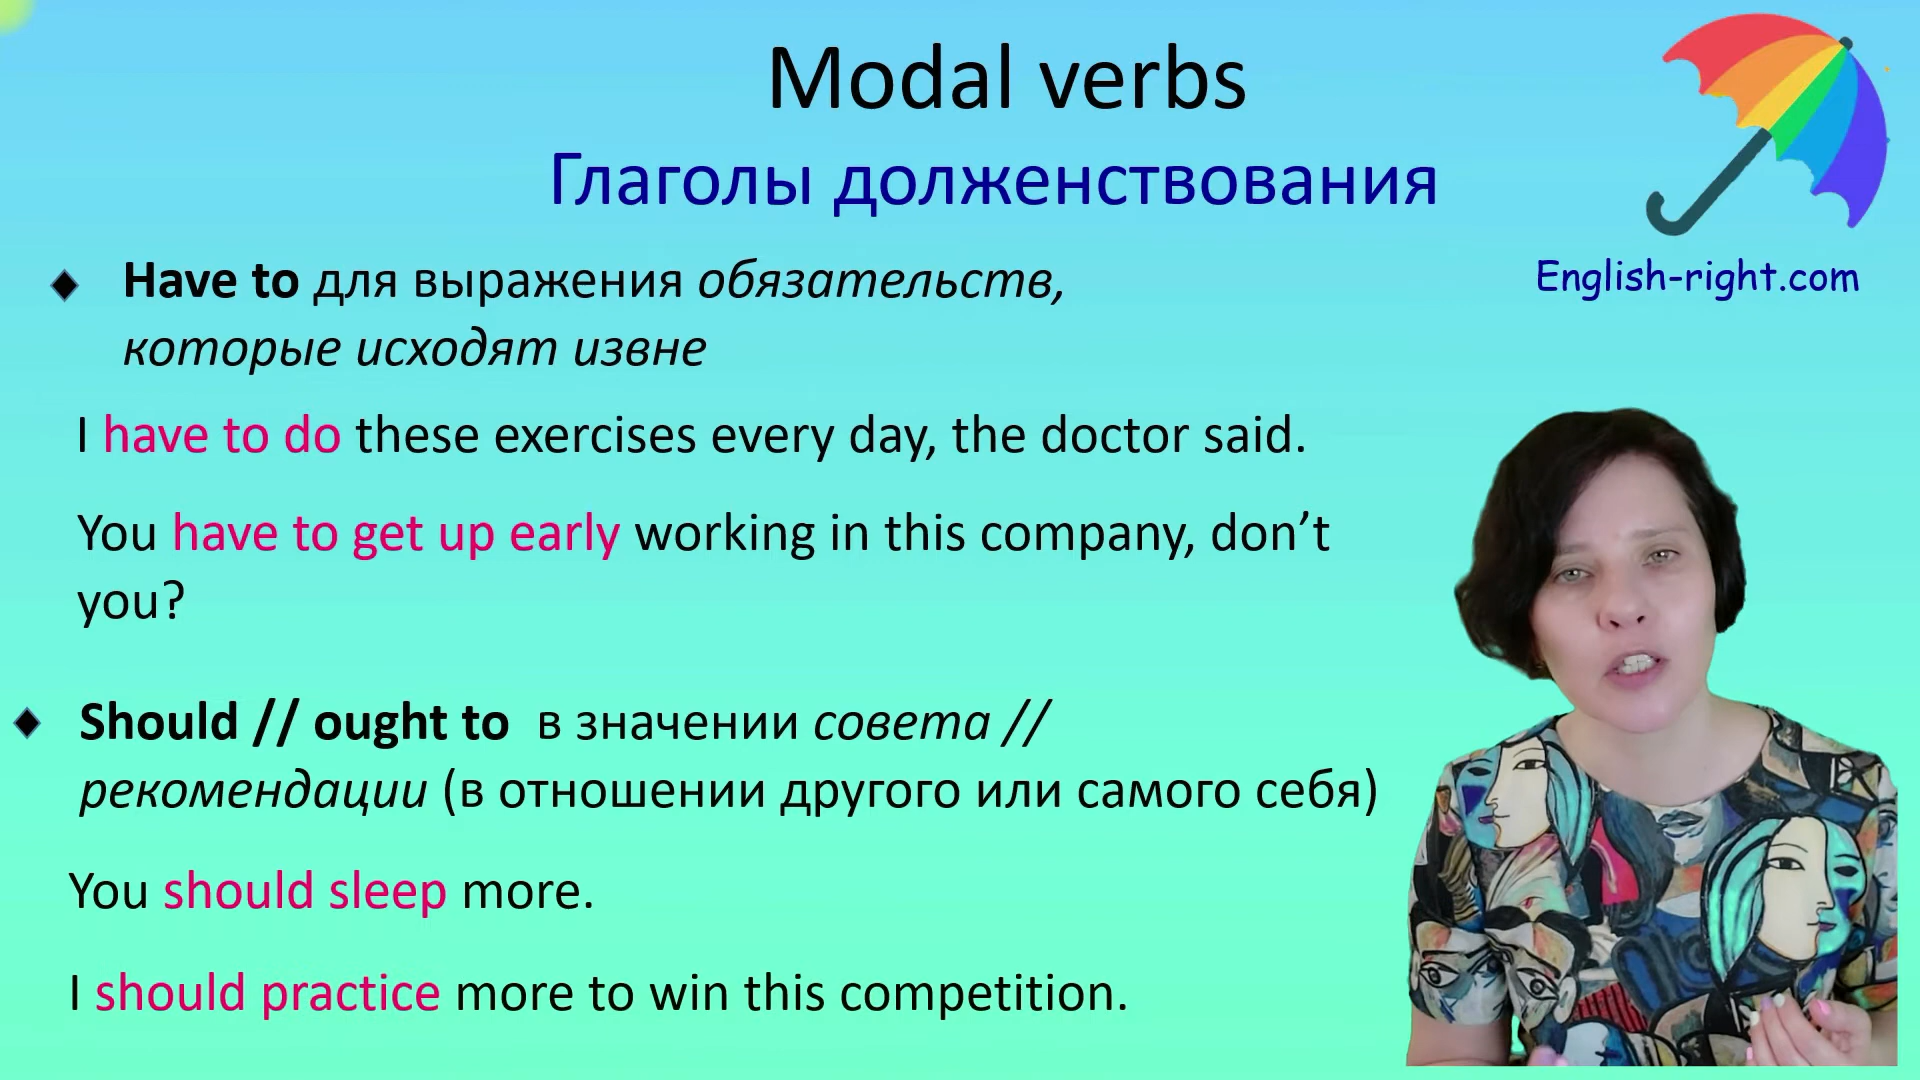 Modal verbs
Глаголы долженствования
English-right.com
Have to для выражения обязательств,
которые исходят извне
I have to do these exercises every day, the doctor said.
You have to get up early working in this company, don’t
you?
Should // ought to в значении совета //
рекомендации (в отношении другого или самого себя)
You should sleep more.
I should practice more to win this competition.